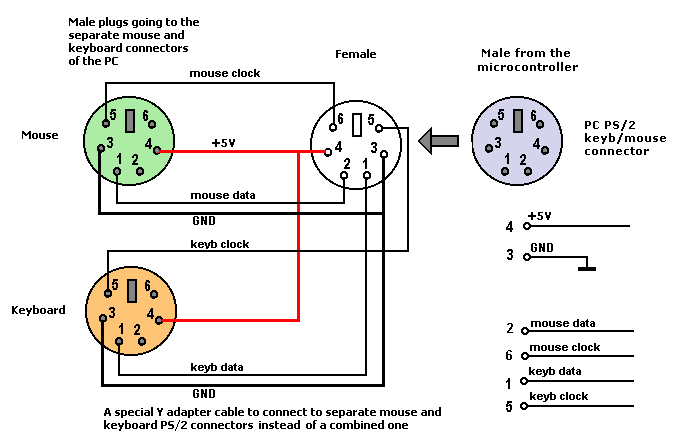 Male plugs going to the
separate mouse and
keyboard connectors
of the PC
Female
Male from the
microcontroller
mouse clock
5
6
3
4
1
2
Mouse
+5V
6
5
4
3
2
1
5
6
3
4
1
2
PC PS/2
keyb/mouse
connector
mouse data
GND
keyb clock
4 +5V
3 GND
5
6
3
4
1
2
Keyboard
2 mouse data
6 mouse clock
1 keyb data
5 keyb clock
keyb data
GND
A special Y adapter cable to connect to separate mouse and
keyboard PS/2 connectors instead of a combined one